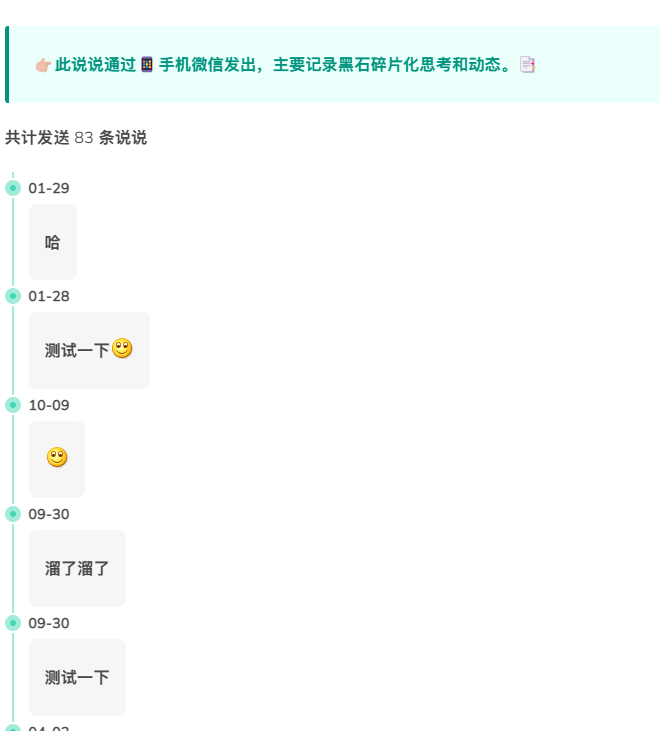 👉🏻此说说通过📱手机微信发出，主要记录黑石碎片化思考和动态。📑
共计发送 83 条说说
01-29
哈
01-28
测试一下
10-09
09-30
溜了溜了
09-30
测试一下